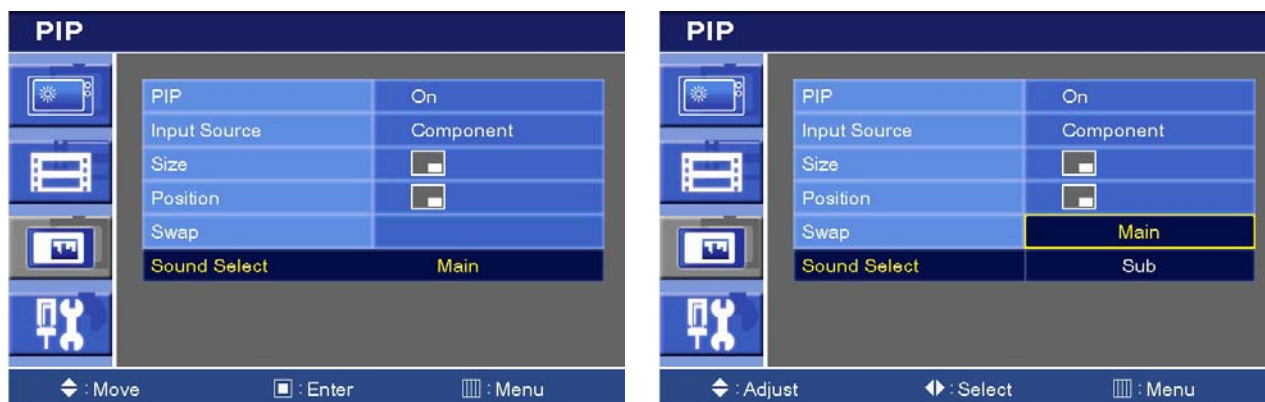 PIP
PIP On
Input Source Component
Size
Position
Swap
Sound Select Main
: Move : Enter : Menu
PIP
PIP On
Input Source Component
Size
Position
Swap Main
Sound Select Sub
: Adjust : Select : Menu